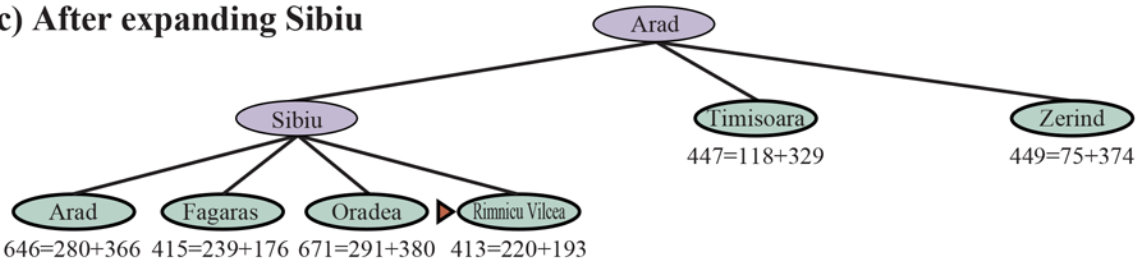 c) After expanding Sibiu
Arad
Sibiu
Timisoara
Zerind
447=118+329
449=75+374
Arad
Fagaras
Oradea
Rimnicu Vilcea
646=280+366
415=239+176
671=291+380
413=220+193